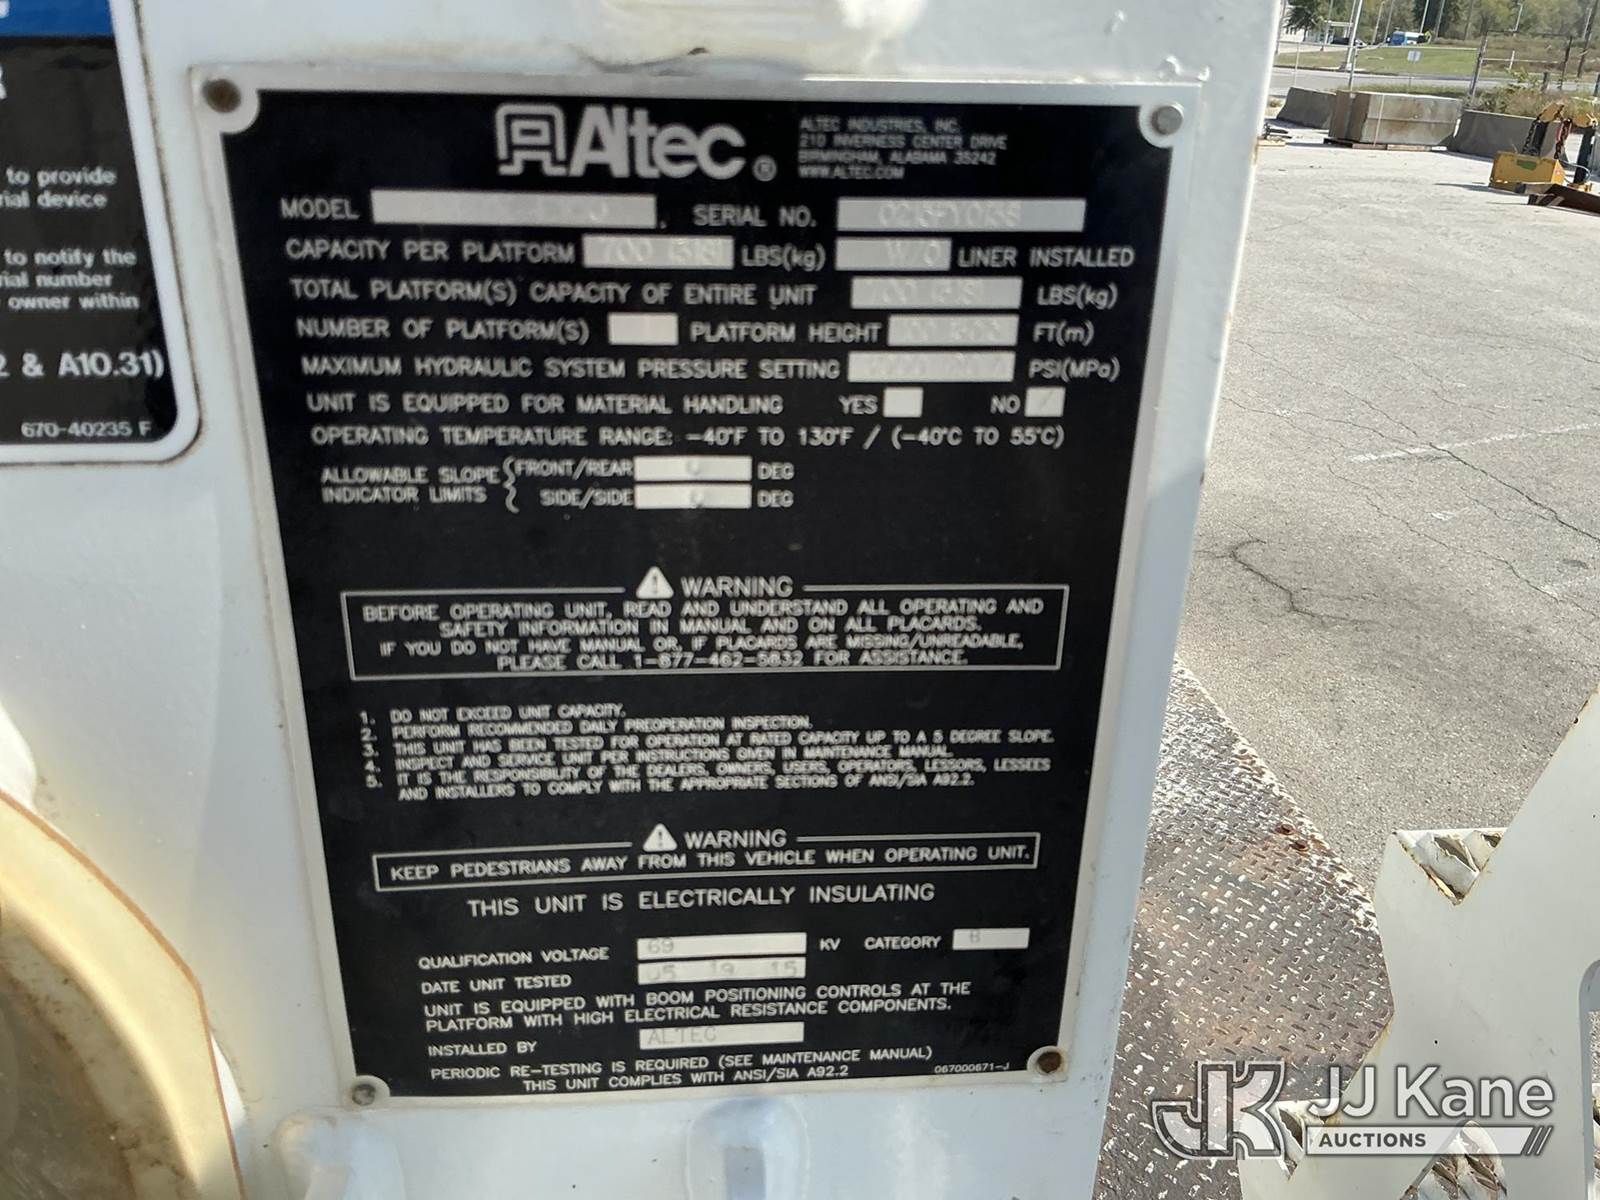 to provide
rial device
to notify the
rial number
owner within
2 & A10.31)
670-40235 F
Altec ®
ALTEC INDUSTRIES, INC.
210 INVERNESS CENTER DRIVE
BIRMINGHAM, ALABAMA 35242
WWW.ALTEC.COM
MODEL SERIAL NO.
CAPACITY PER PLATFORM 700 LBS(kg) W/O LINER INSTALLED
TOTAL PLATFORM(S) CAPACITY OF ENTIRE UNIT LBS(kg)
NUMBER OF PLATFORM(S) PLATFORM HEIGHT FT(m)
MAXIMUM HYDRAULIC SYSTEM PRESSURE SETTING PSI(MPa)
UNIT IS EQUIPPED FOR MATERIAL HANDLING YES NO /
OPERATING TEMPERATURE RANGE: -40°F TO 130°F / (-40°C TO 55°C)
ALLOWABLE SLOPE INDICATOR LIMITS { FRONT/REAR 0 DEG
SIDE/SIDE 0 DEG
WARNING
BEFORE OPERATING UNIT, READ AND UNDERSTAND ALL OPERATING AND
SAFETY INFORMATION IN MANUAL AND ON ALL PLACARDS.
IF YOU DO NOT HAVE MANUAL OR, IF PLACARDS ARE MISSING/UNREADABLE,
PLEASE CALL 1-877-462-5832 FOR ASSISTANCE.
1. DO NOT EXCEED UNIT CAPACITY.
2. PERFORM RECOMMENDED DAILY PREOPERATION INSPECTION.
3. THIS UNIT HAS BEEN TESTED FOR OPERATION AT RATED CAPACITY UP TO A 5 DEGREE SLOPE.
4. INSPECT AND SERVICE UNIT PER INSTRUCTIONS GIVEN IN MAINTENANCE MANUAL.
5. IT IS THE RESPONSIBILITY OF THE DEALERS, OWNERS, USERS, OPERATORS, LESSORS, LESSEES
AND INSTALLERS TO COMPLY WITH THE APPROPRIATE SECTIONS OF ANSI/SIA A92.2.
WARNING
KEEP PEDESTRIANS AWAY FROM THIS VEHICLE WHEN OPERATING UNIT.
THIS UNIT IS ELECTRICALLY INSULATING
QUALIFICATION VOLTAGE 69 KV CATEGORY B
DATE UNIT TESTED 05 19 15
UNIT IS EQUIPPED WITH BOOM POSITIONING CONTROLS AT THE
PLATFORM WITH HIGH ELECTRICAL RESISTANCE COMPONENTS.
INSTALLED BY ALTEC
PERIODIC RE-TESTING IS REQUIRED (SEE MAINTENANCE MANUAL)
THIS UNIT COMPLIES WITH ANSI/SIA A92.2
067000671-J
JK JJ Kane
AUCTIONS